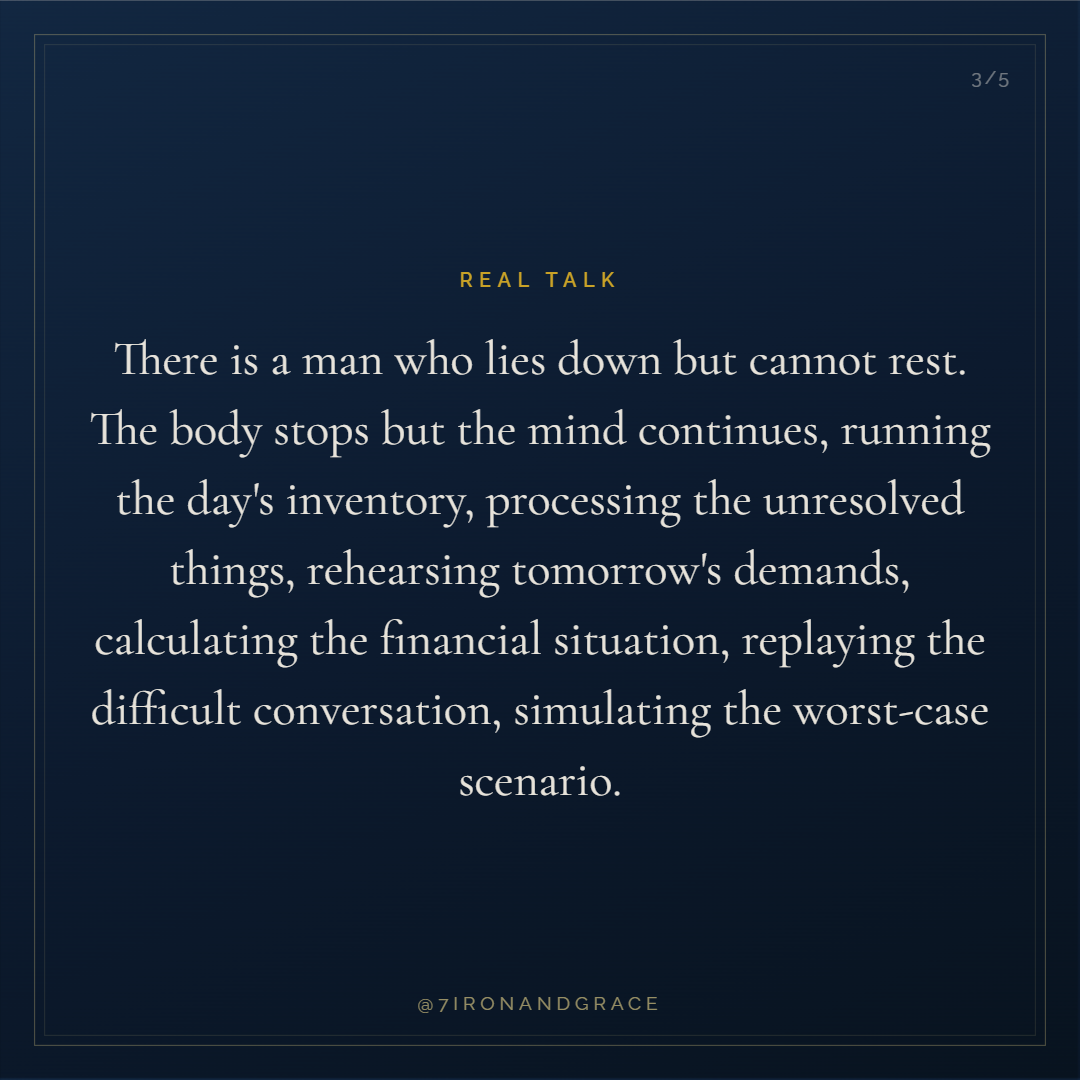 3/5
REAL TALK
There is a man who lies down but cannot rest.
The body stops but the mind continues, running
the day's inventory, processing the unresolved
things, rehearsing tomorrow's demands,
calculating the financial situation, replaying the
difficult conversation, simulating the worst-case
scenario.
@7IRONANDGRACE